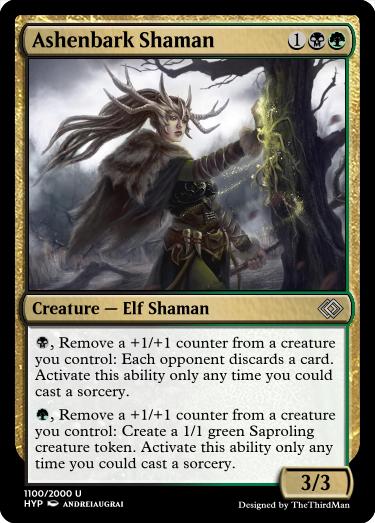 Ashenbark Shaman 1
Creature — Elf Shaman
, Remove a +1/+1 counter from a creature
you control: Each opponent discards a card.
Activate this ability only any time you could
cast a sorcery.
, Remove a +1/+1 counter from a creature
you control: Create a 1/1 green Saproling
creature token. Activate this ability only any
time you could cast a sorcery.
3/3
1100/2000 U
HYP ANDREIAUGRAI
Designed by TheThirdMan